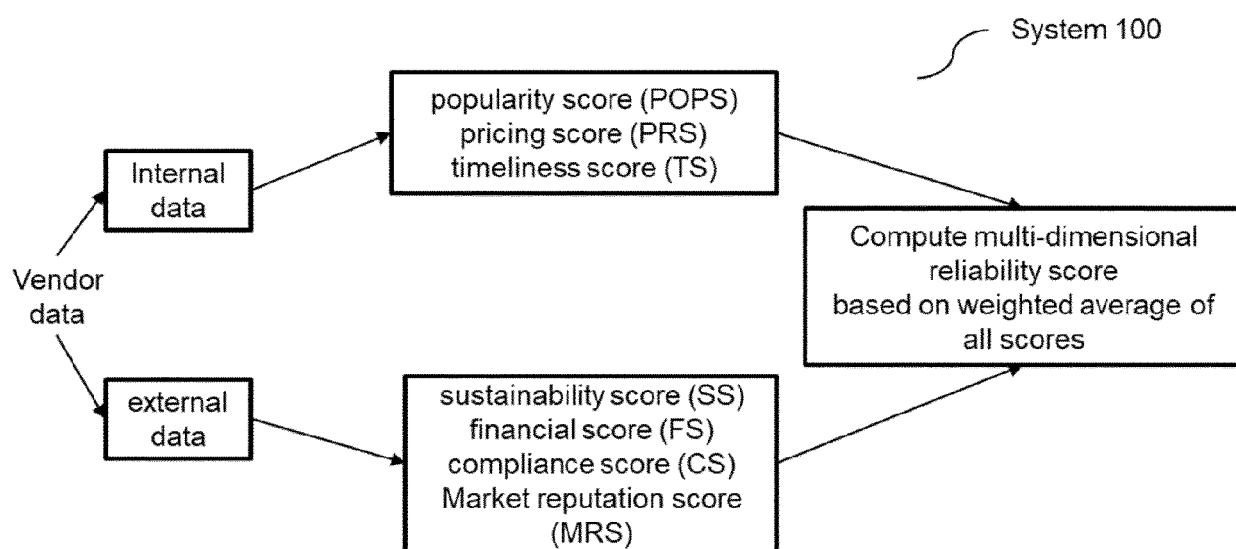 System 100
popularity score (POPS)
pricing score (PRS)
timeliness score (TS)
Internal
data
Vendor
data
Compute multi-dimensional
reliability score
based on weighted average of
all scores
external
data
sustainability score (SS)
financial score (FS)
compliance score (CS)
Market reputation score
(MRS)